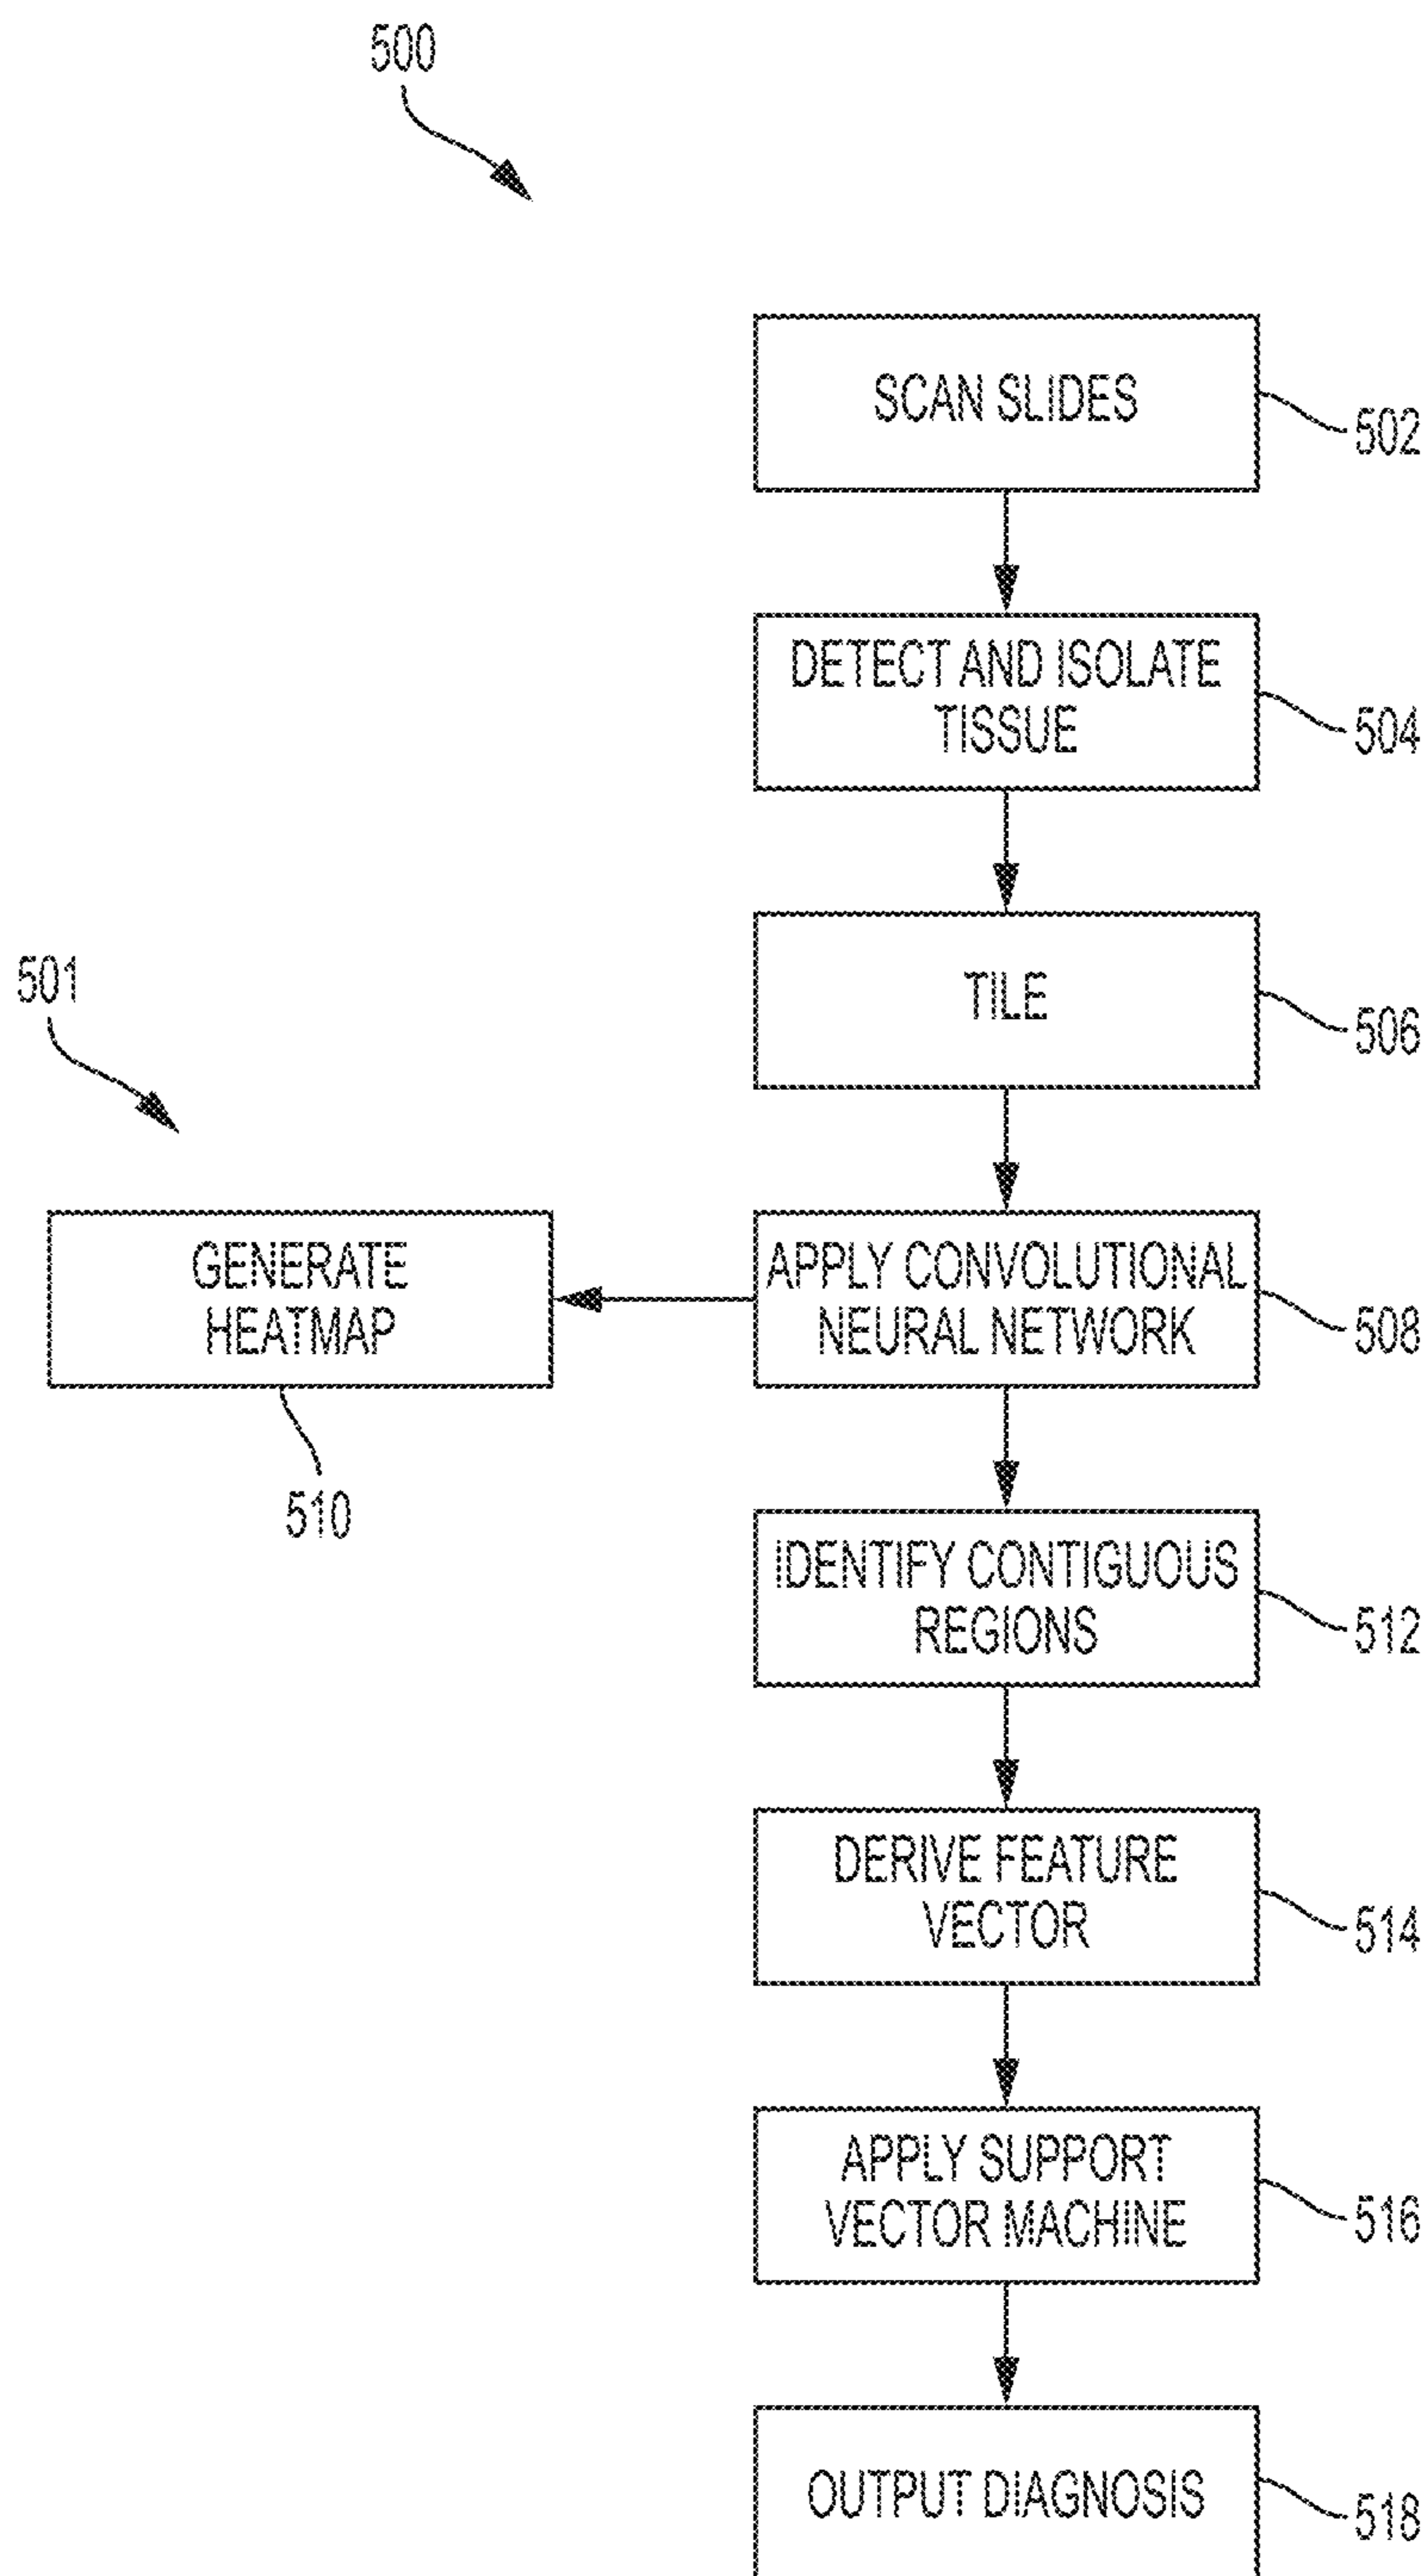 500
SCAN SLIDES
502
DETECT AND ISOLATE
TISSUE
504
TILE
506
501
GENERATE
HEATMAP
510
APPLY CONVOLUTIONAL
NEURAL NETWORK
508
IDENTIFY CONTIGUOUS
REGIONS
512
DERIVE FEATURE
VECTOR
514
APPLY SUPPORT
VECTOR MACHINE
516
OUTPUT DIAGNOSIS
518